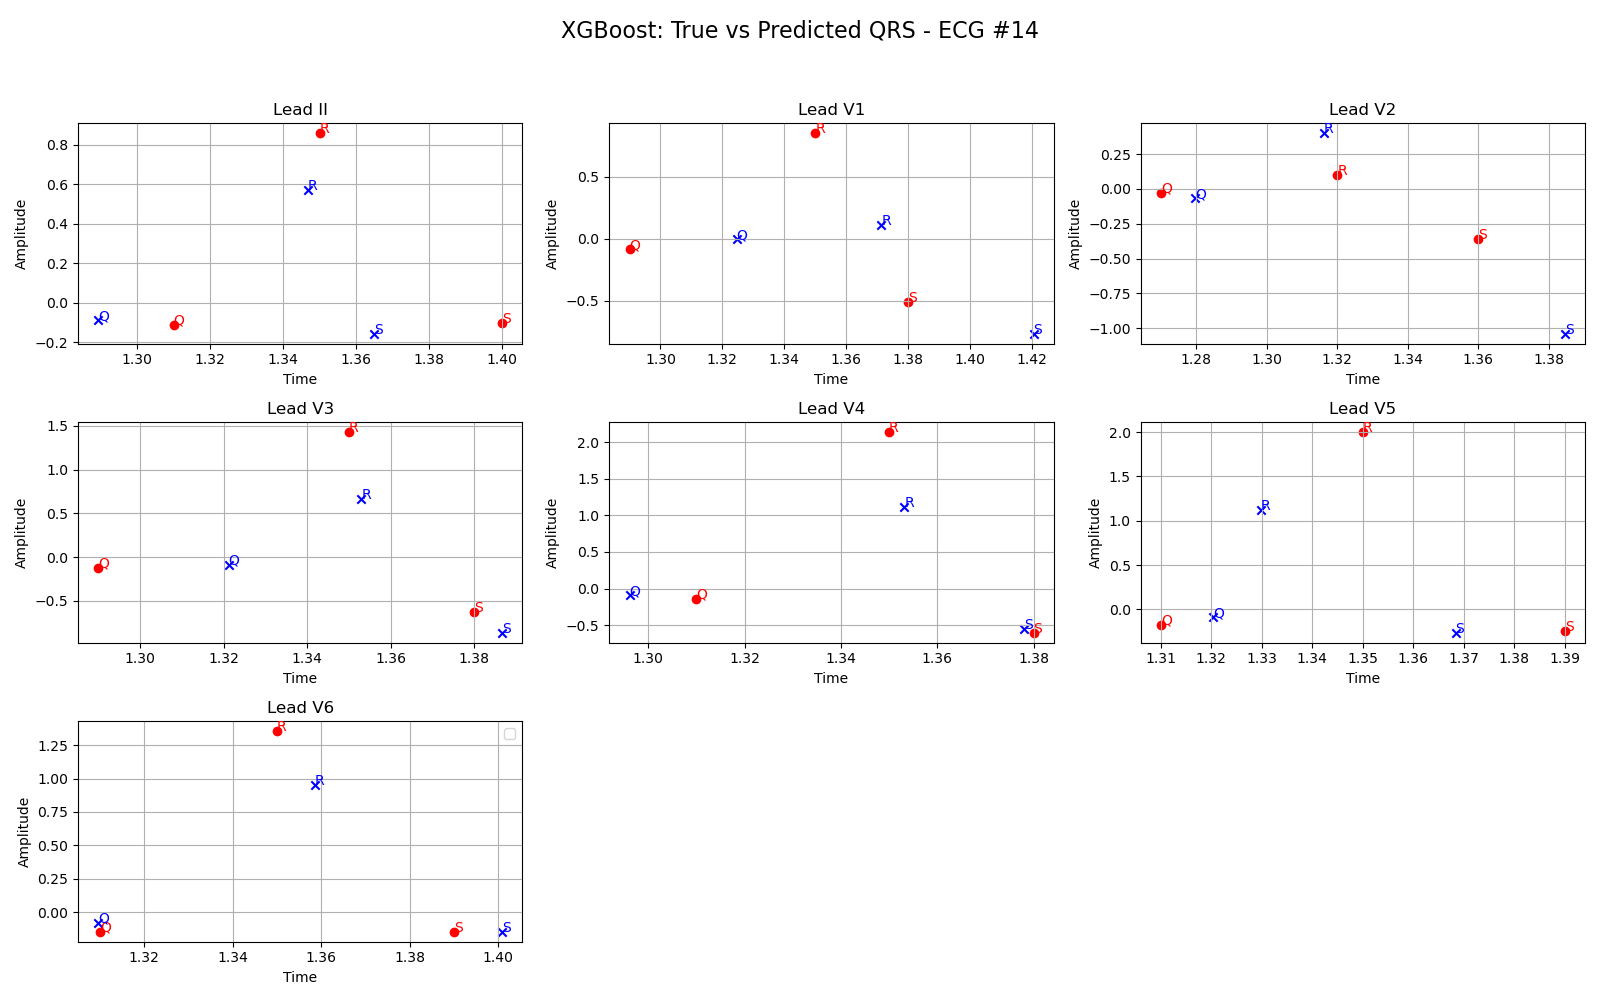 XGBoost: True vs Predicted QRS - ECG #14
Lead II
Amplitude
0.8
0.6
0.4
0.2
0.0
−0.2
R
R
Q
Q
S
S
1.30 1.32 1.34 1.36 1.38 1.40
Time
Lead V1
Amplitude
0.5
0.0
−0.5
R
R
Q
Q
S
S
1.30 1.32 1.34 1.36 1.38 1.40 1.42
Time
Lead V2
Amplitude
0.25
0.00
−0.25
−0.50
−0.75
−1.00
R
R
Q
Q
S
S
1.28 1.30 1.32 1.34 1.36 1.38
Time
Lead V3
Amplitude
1.5
1.0
0.5
0.0
−0.5
R
R
Q
Q
S
S
1.30 1.32 1.34 1.36 1.38
Time
Lead V4
Amplitude
2.0
1.5
1.0
0.5
0.0
−0.5
R
R
Q
Q
S
S
1.30 1.32 1.34 1.36 1.38
Time
Lead V5
Amplitude
2.0
1.5
1.0
0.5
0.0
R
R
Q
Q
S
S
1.31 1.32 1.33 1.34 1.35 1.36 1.37 1.38 1.39
Time
Lead V6
Amplitude
1.25
1.00
0.75
0.50
0.25
0.00
R
R
Q
Q
S
S
1.32 1.34 1.36 1.38 1.40
Time